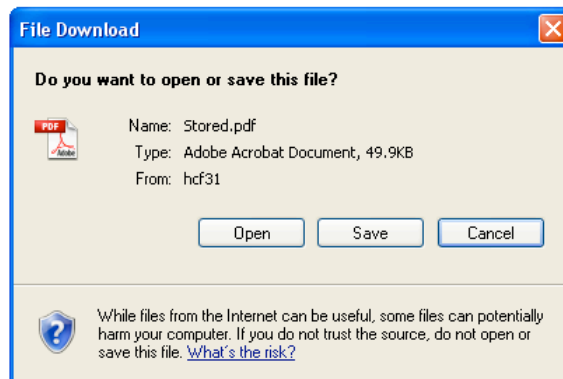 File Download
Do you want to open or save this file?
PDF
Adobe
Name: Stored.pdf
Type: Adobe Acrobat Document, 49.9KB
From: hcf31
Open Save Cancel
While files from the Internet can be useful, some files can potentially
harm your computer. If you do not trust the source, do not open or
save this file. What's the risk?